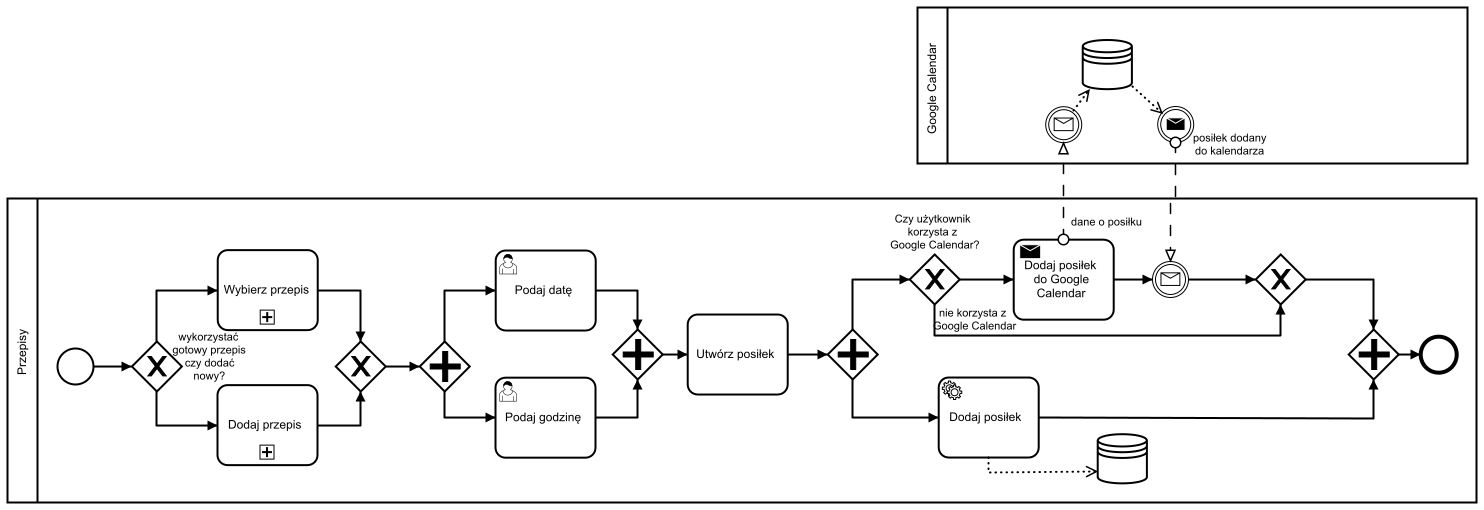 Google Calendar
posiłek dodany
do kalendarza
Przepisy
Wybierz przepis
wykorzystać
gotowy przepis
czy dodać
nowy?
Dodaj przepis
Podaj datę
Podaj godzinę
Utwórz posiłek
Czy użytkownik
korzysta z
Google Calendar?
dane o posiłku
Dodaj posiłek
do Google
Calendar
nie korzysta z
Google Calendar
Dodaj posiłek